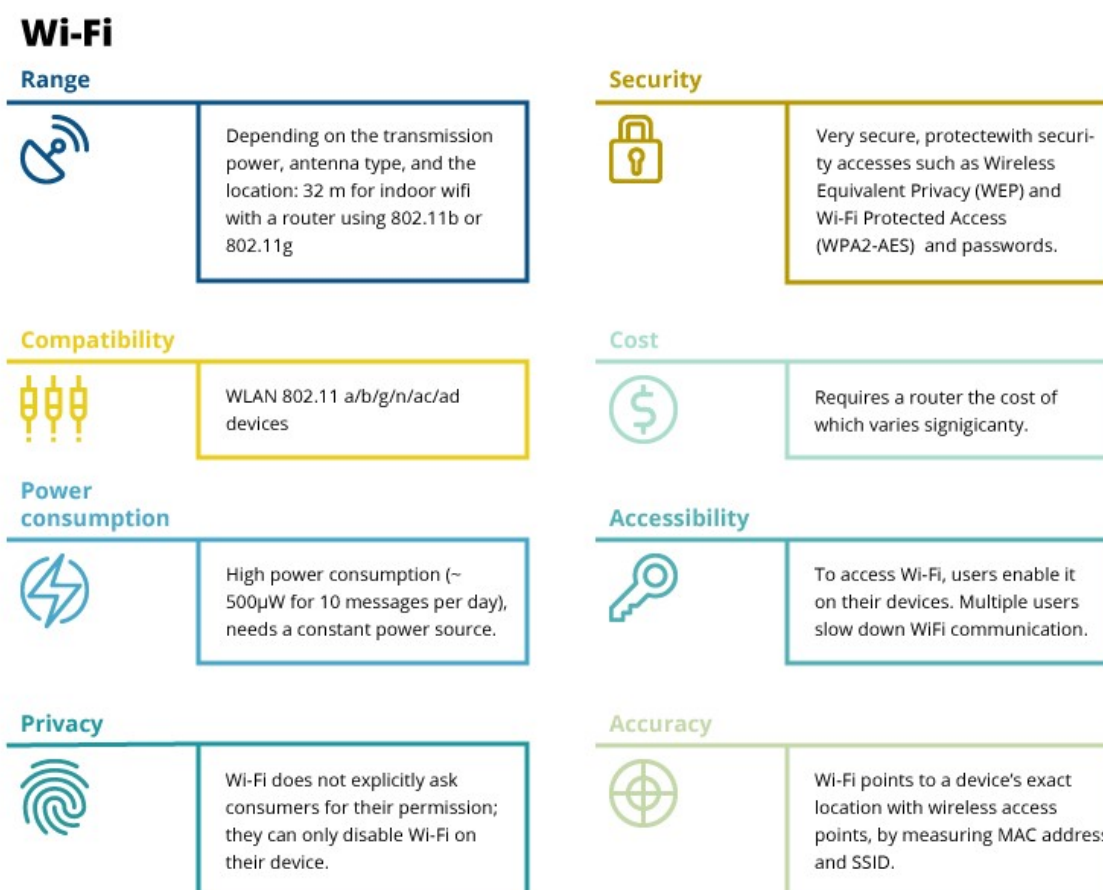 Wi-Fi
Range
Depending on the transmission
power, antenna type, and the
location: 32 m for indoor wifi
with a router using 802.11b or
802.11g
Security
Very secure, protectewith securi-
ty accesses such as Wireless
Equivalent Privacy (WEP) and
Wi-Fi Protected Access
(WPA2-AES)  and passwords.
Compatibility
WLAN 802.11 a/b/g/n/ac/ad
devices
Cost
Requires a router the cost of
which varies signigicanty.
Power
consumption
High power consumption (~
500µW for 10 messages per day),
needs a constant power source.
Accessibility
To access Wi-Fi, users enable it
on their devices. Multiple users
slow down WiFi communication.
Privacy
Wi-Fi does not explicitly ask
consumers for their permission;
they can only disable Wi-Fi on
their device.
Accuracy
Wi-Fi points to a device's exact
location with wireless access
points, by measuring MAC address
and SSID.